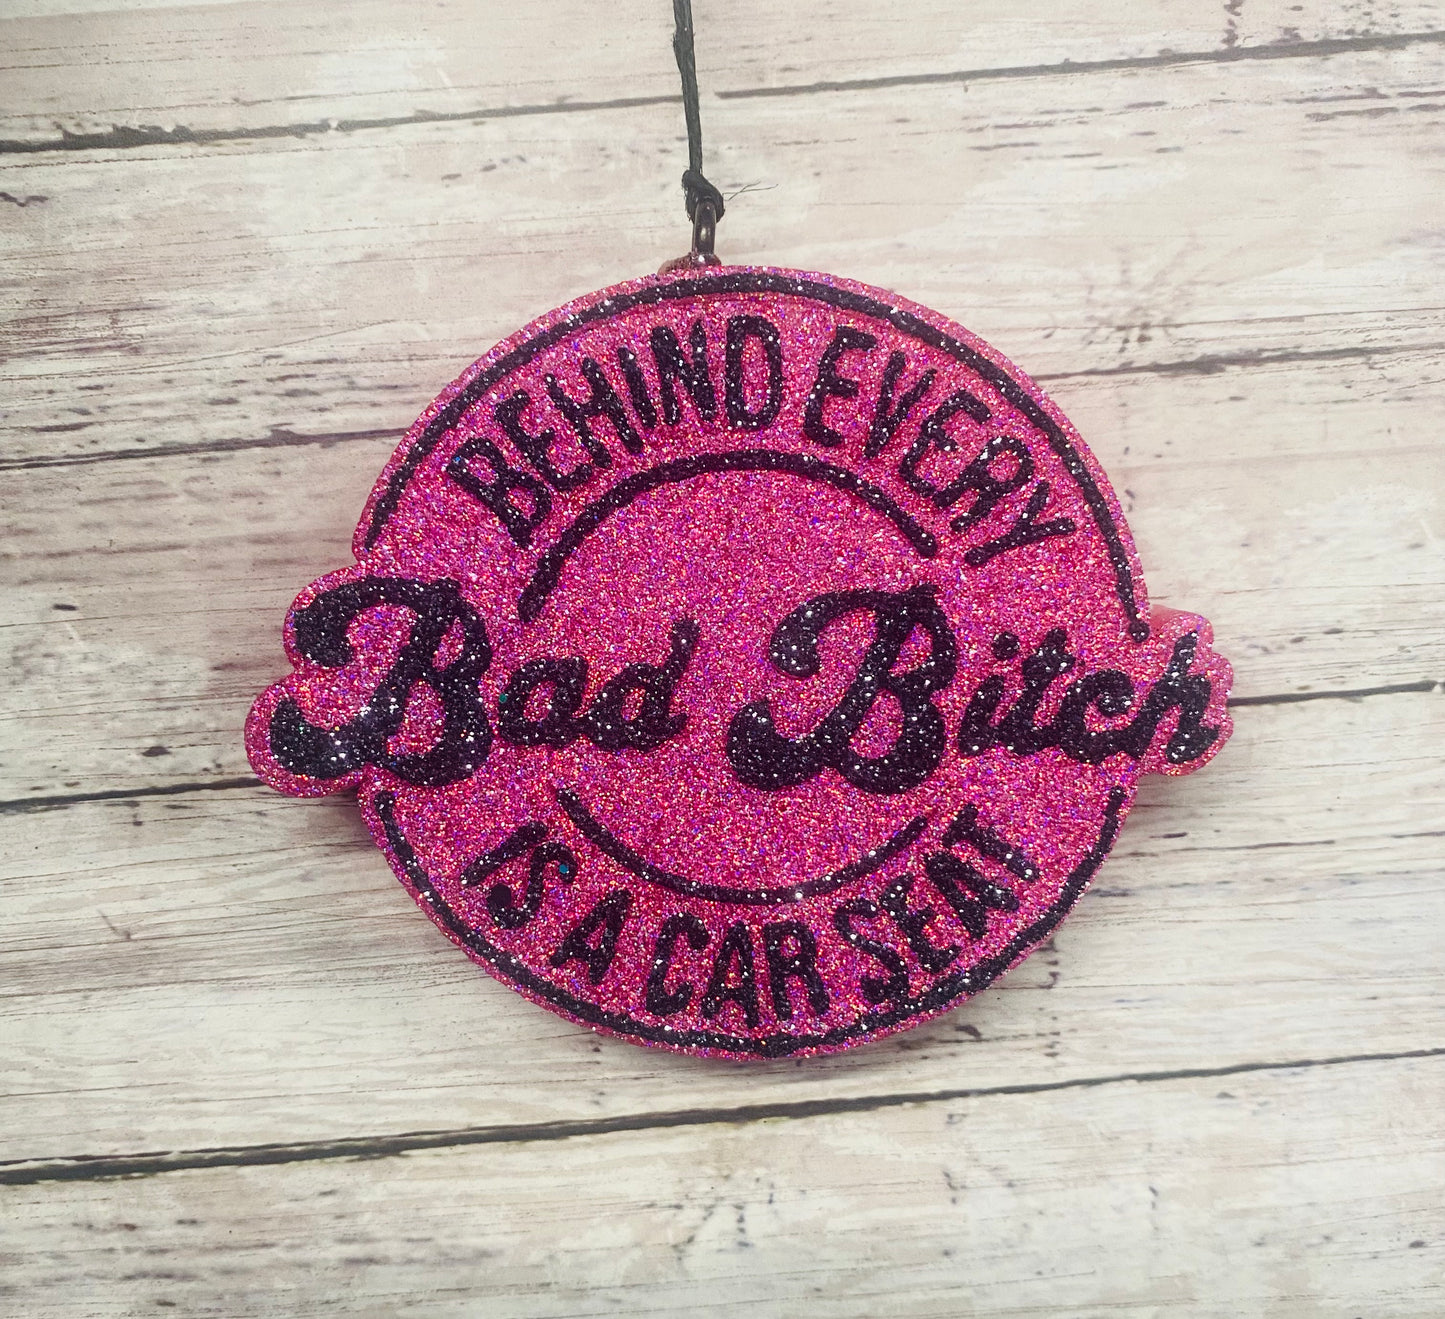 BEHIND EVERY
Bad Bitch
IS A CAR SEAT